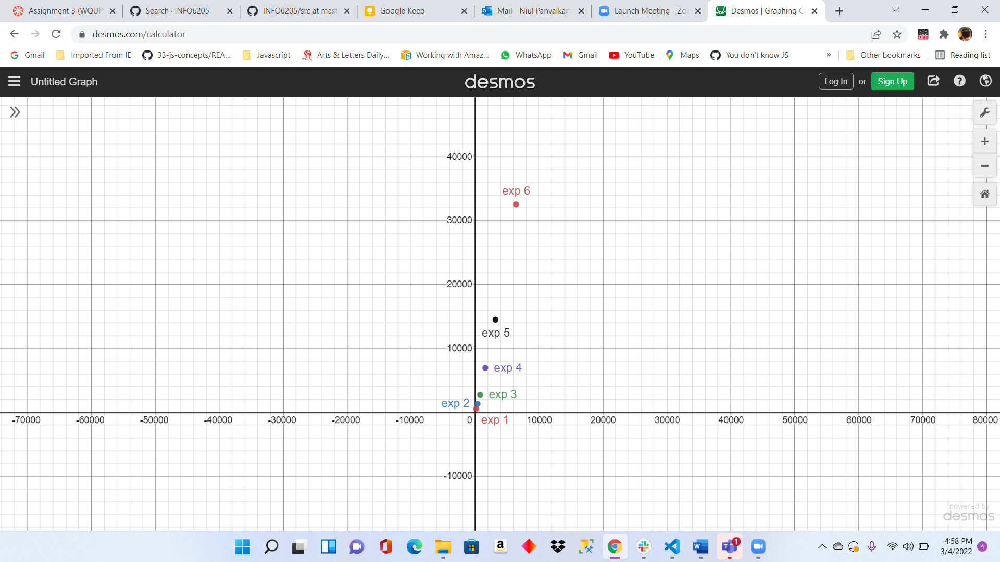 Assignment 3 (WQUP
Search · INFO6205
INFO6205/src at mast
Google Keep
Mail - Niul Panvalkar -
Launch Meeting - Zoo
Desmos | Graphing Ca
desmos.com/calculator
OFF
Gmail
Imported From IE
33-js-concepts/REA...
Javascript
Arts & Letters Daily...
Working with Amaz...
WhatsApp
Gmail
YouTube
Maps
You don't know JS
»
Other bookmarks
Reading list
Untitled Graph
desmos
Log In or Sign Up
40000
exp 6
30000
20000
exp 5
10000
exp 4
exp 3
exp 2
-70000 -60000 -50000 -40000 -30000 -20000 -10000 0 exp 1 10000 20000 30000 40000 50000 60000 70000 80000
-10000
powered by
desmos
1
4:58 PM
3/4/2022
4